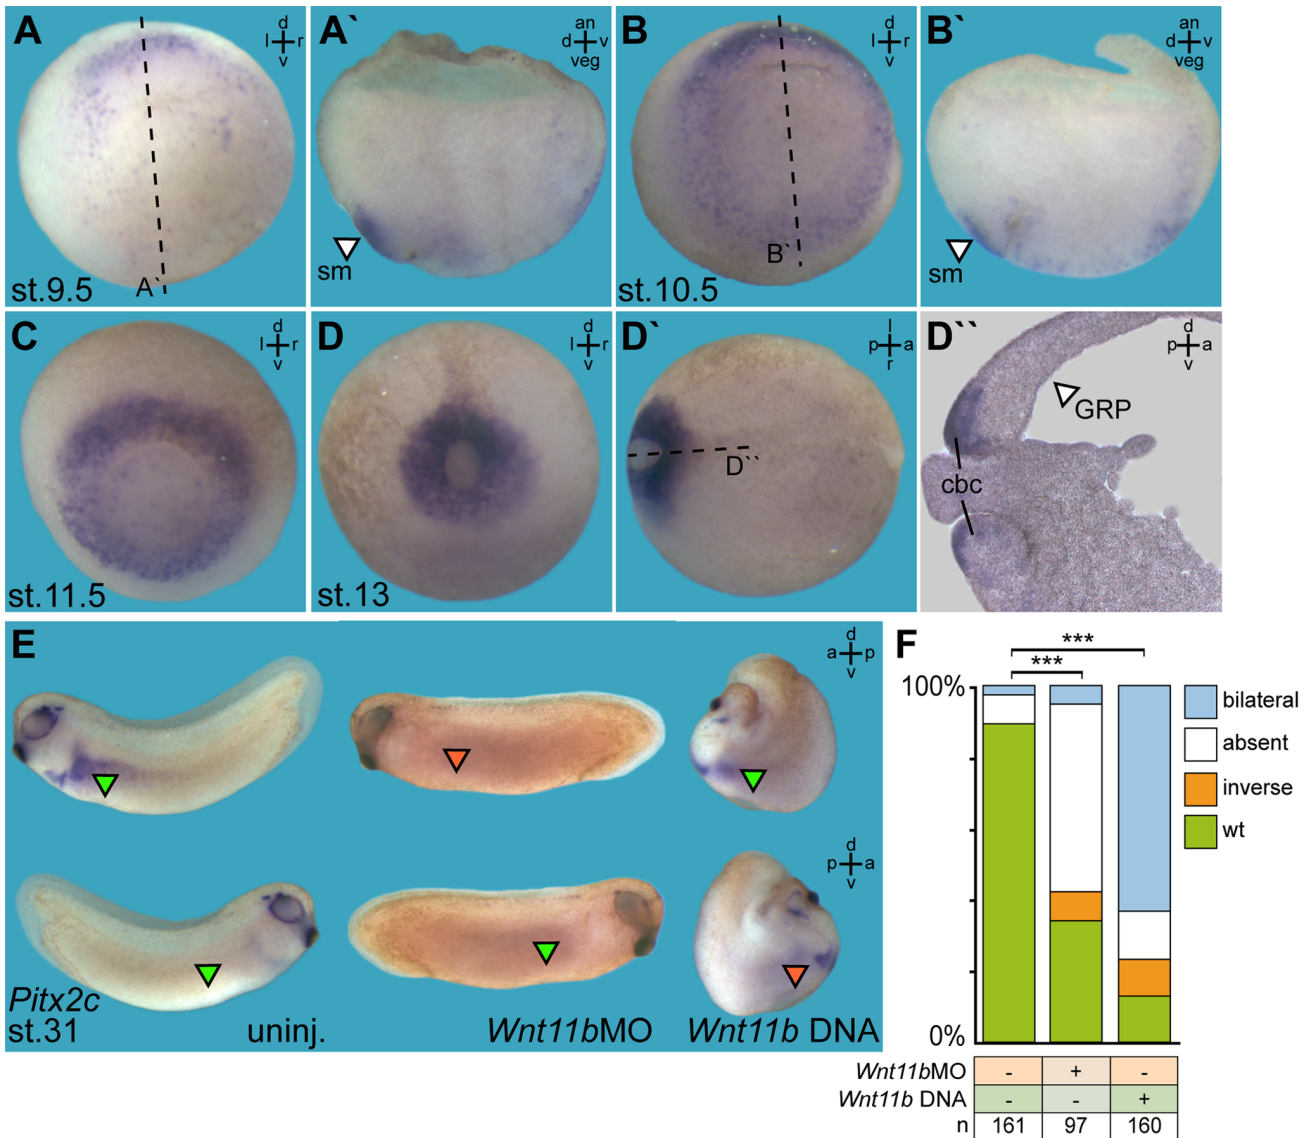 A
d
l r
v
st.9.5
A`
A`
an
d v
veg
sm
B
d
l r
v
st.10.5
B`
B`
an
d v
veg
sm
C
d
l r
v
st.11.5
D
d
l r
v
st.13
D`
l
p a
r
D``
D``
d
p a
v
GRP
cbc
E
d
a p
v
d
p a
v
Pitx2c
st.31
uninj.
Wnt11bMO
Wnt11b DNA
F
***
***
100%
0%
bilateral
absent
inverse
wt
Wnt11bMO - + -
Wnt11b DNA - - +
n 161 97 160